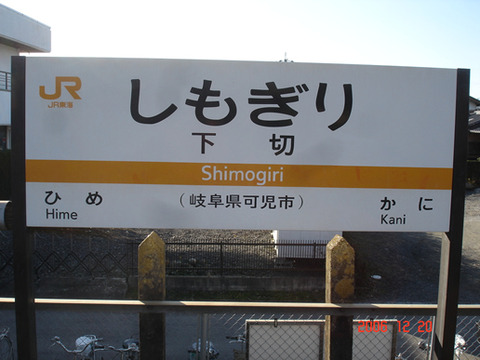 JR
JR東海
しもぎり
下切
Shimogiri
ひめ
Hime
(岐阜県可児市)
かに
Kani
2006 12 20